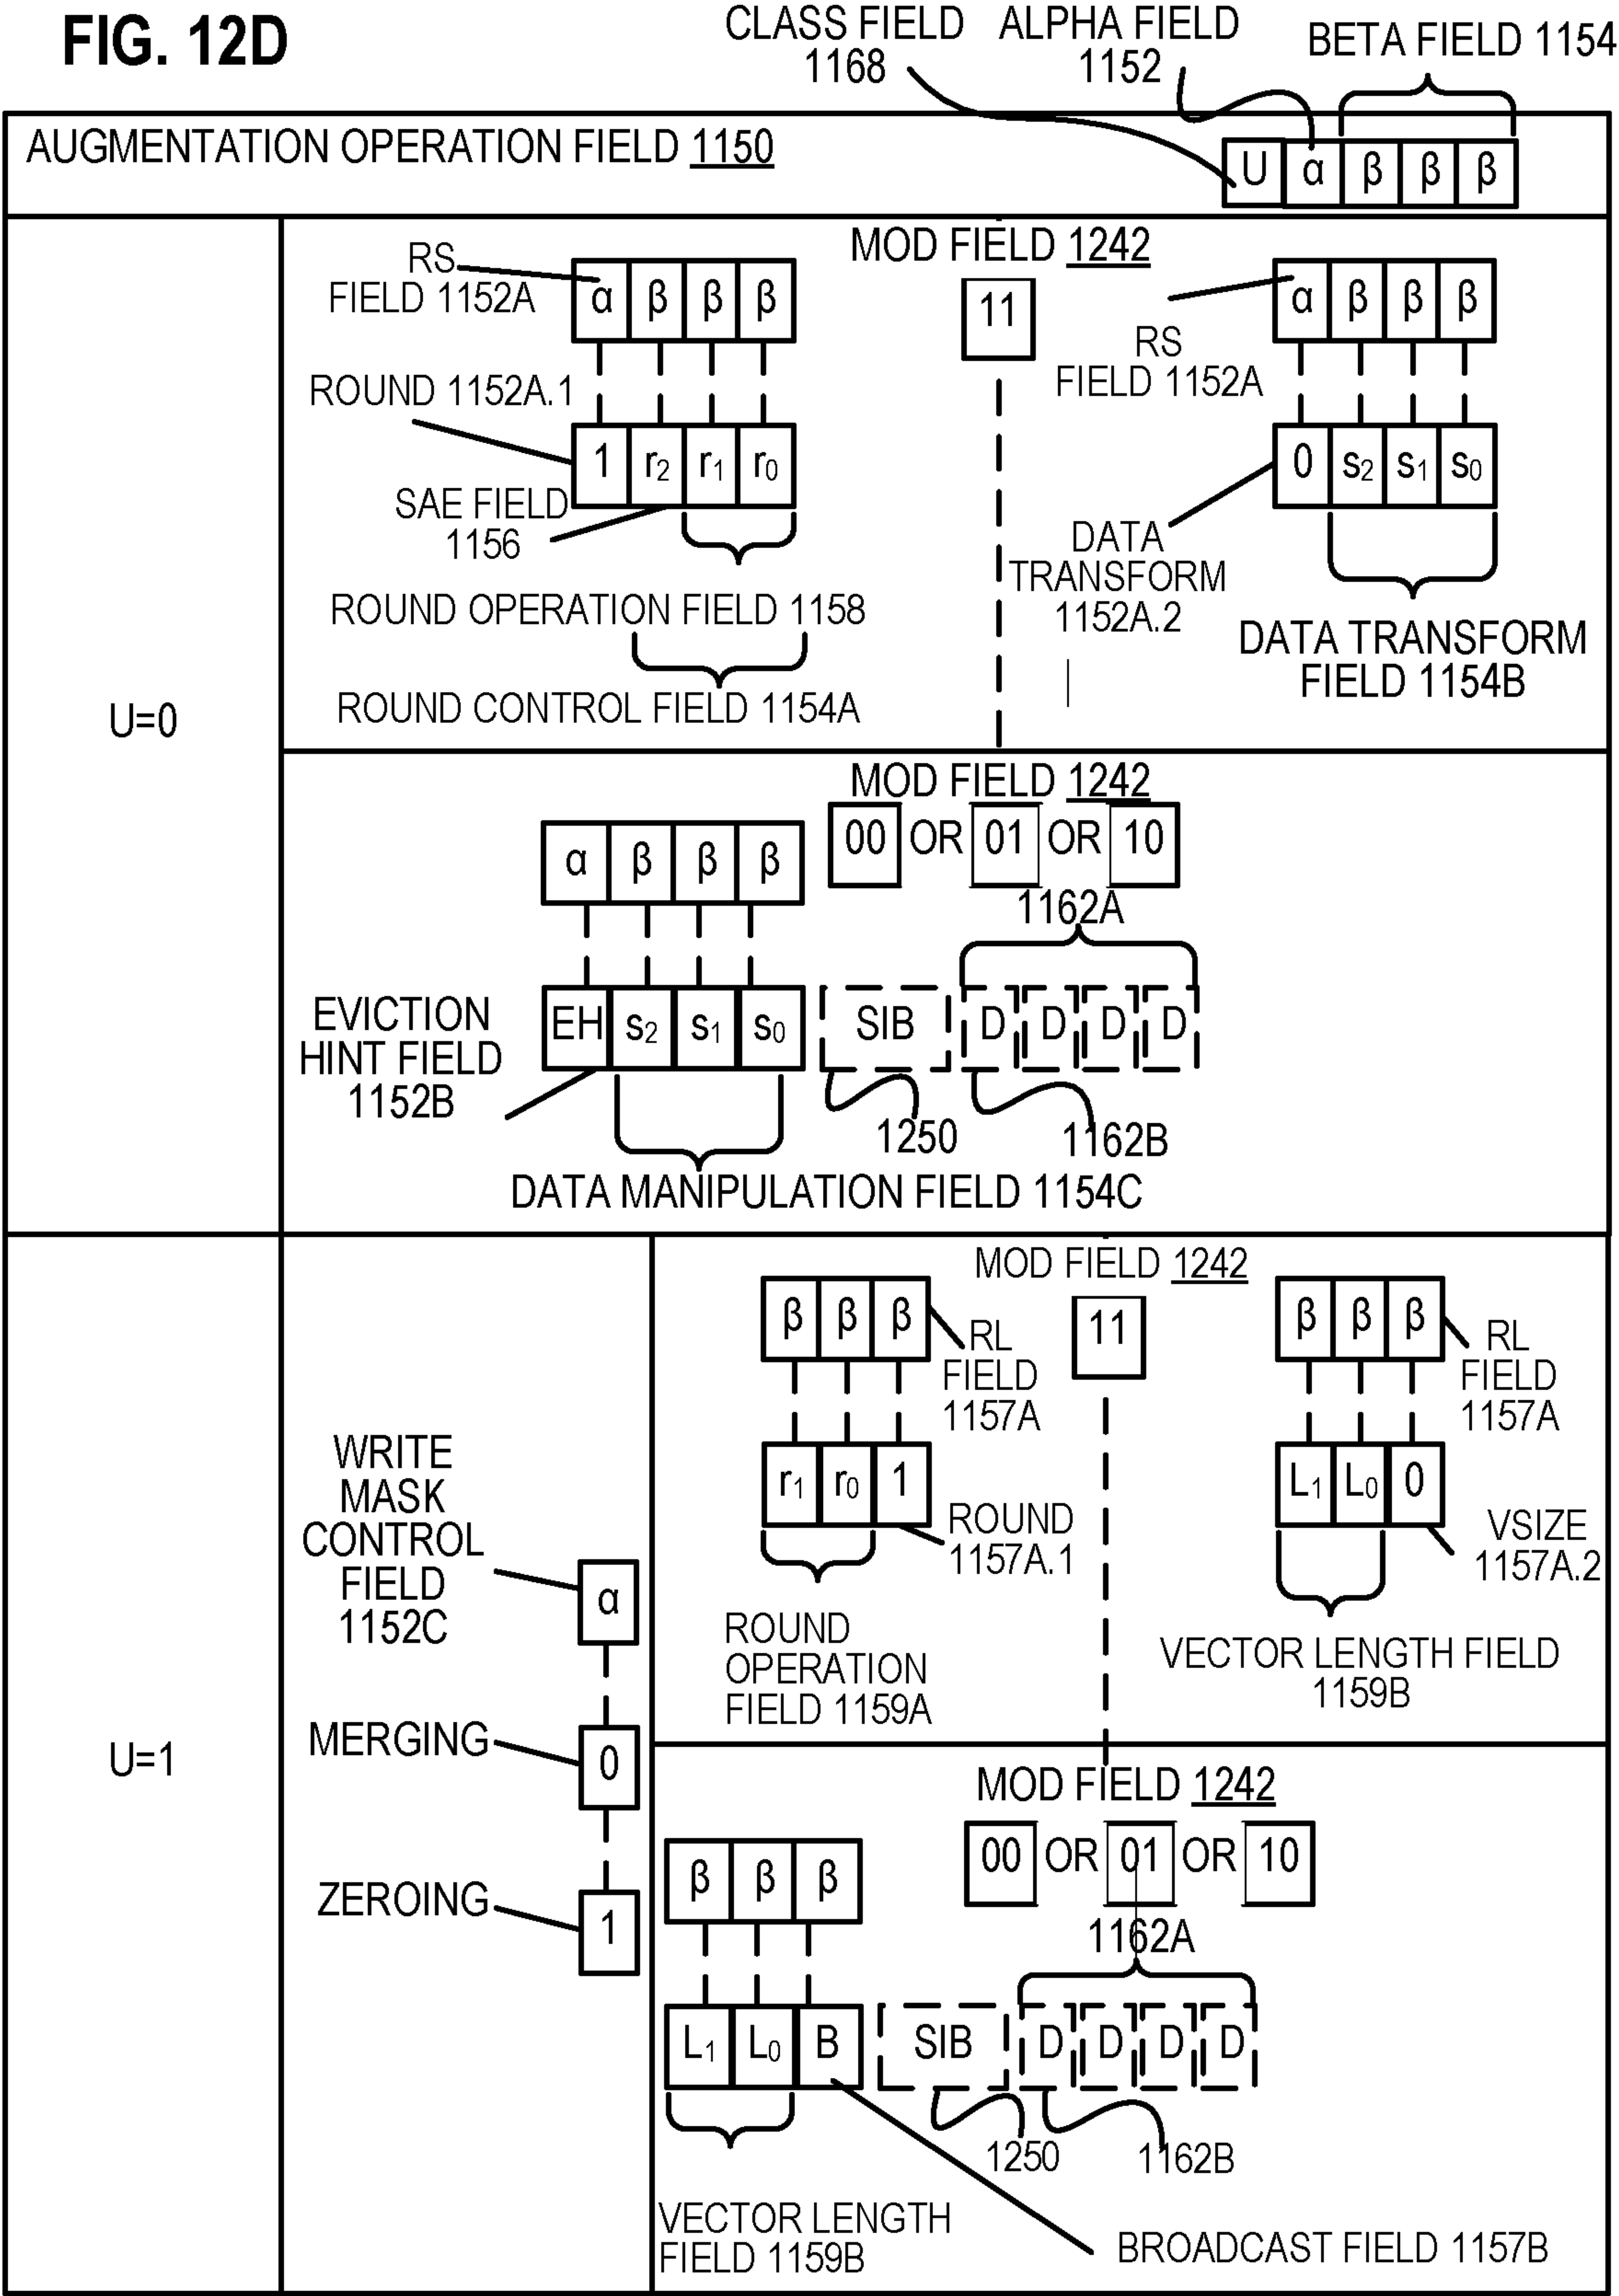 FIG. 12D
CLASS FIELD
1168
ALPHA FIELD
1152
BETA FIELD 1154
AUGMENTATION OPERATION FIELD 1150
U α β β β
U=0
MOD FIELD 1242
11
RS
FIELD 1152A
α β β β
ROUND 1152A.1
1 r2 r1 r0
SAE FIELD
1156
ROUND OPERATION FIELD 1158
ROUND CONTROL FIELD 1154A
α β β β
RS
FIELD 1152A
0 s2 s1 s0
DATA
TRANSFORM
1152A.2
DATA TRANSFORM
FIELD 1154B
MOD FIELD 1242
00 OR 01 OR 10
α β β β
1162A
EVICTION
HINT FIELD
1152B
EH s2 s1 s0 SIB D D D D
1250
1162B
DATA MANIPULATION FIELD 1154C
U=1
WRITE
MASK
CONTROL
FIELD
1152C
α
MERGING
0
ZEROING
1
MOD FIELD 1242
11
β β β
RL
FIELD
1157A
r1 r0 1
ROUND
1157A.1
ROUND
OPERATION
FIELD 1159A
β β β
RL
FIELD
1157A
L1 L0 0
VSIZE
1157A.2
VECTOR LENGTH FIELD
1159B
MOD FIELD 1242
00 OR 01 OR 10
β β β
1162A
L1 L0 B SIB D D D D
1250
1162B
VECTOR LENGTH
FIELD 1159B
BROADCAST FIELD 1157B